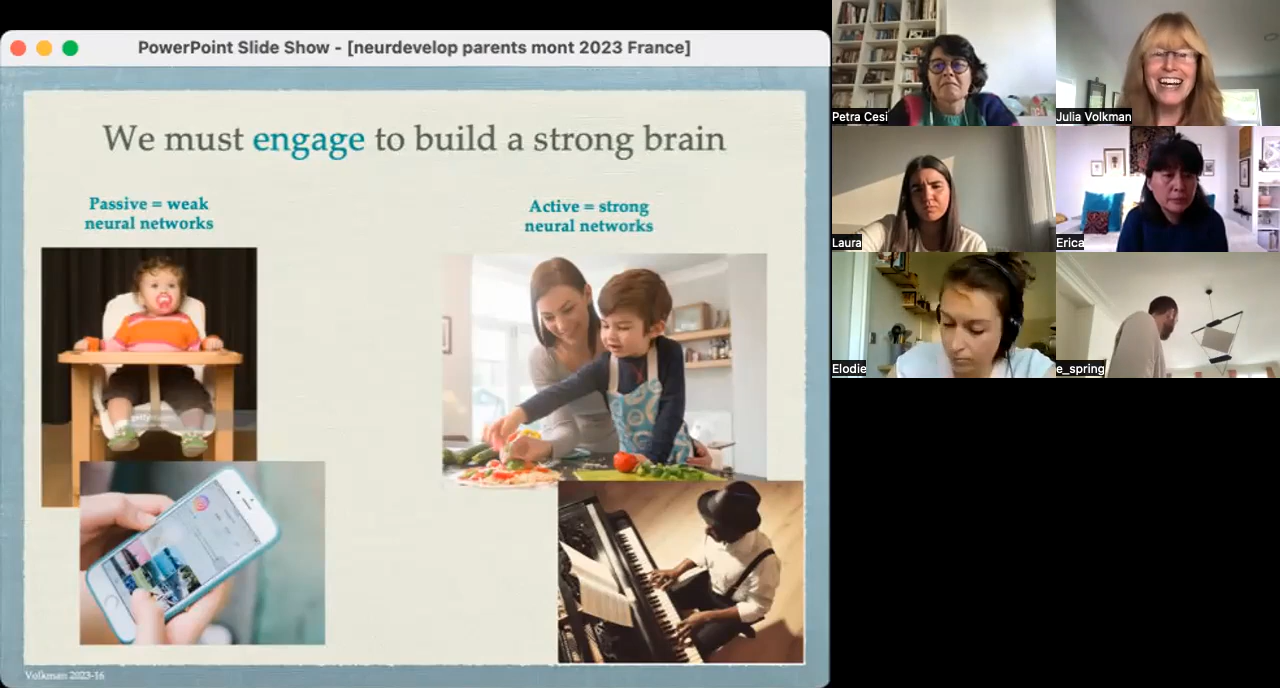 PowerPoint Slide Show - [neurdevelop parents mont 2023 France]
We must engage to build a strong brain
Passive = weak
neural networks
Active = strong
neural networks
gettyimages
Volkman 2023-16
Petra Cesi
Julia Volkman
Laura
Erica
Elodie
e_spring